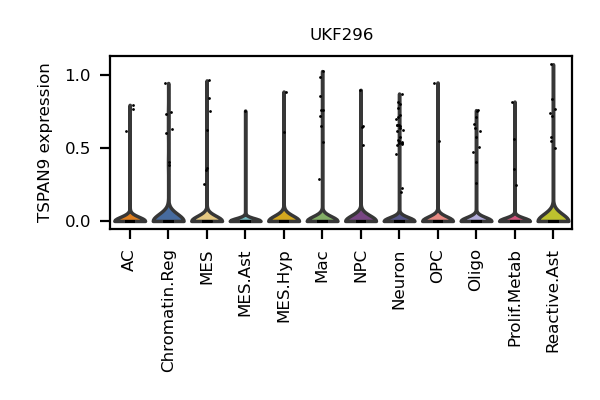 UKF296
TSPAN9 expression
1.0
0.5
0.0
AC
Chromatin.Reg
MES
MES.Ast
MES.Hyp
Mac
NPC
Neuron
OPC
Oligo
Prolif.Metab
Reactive.Ast